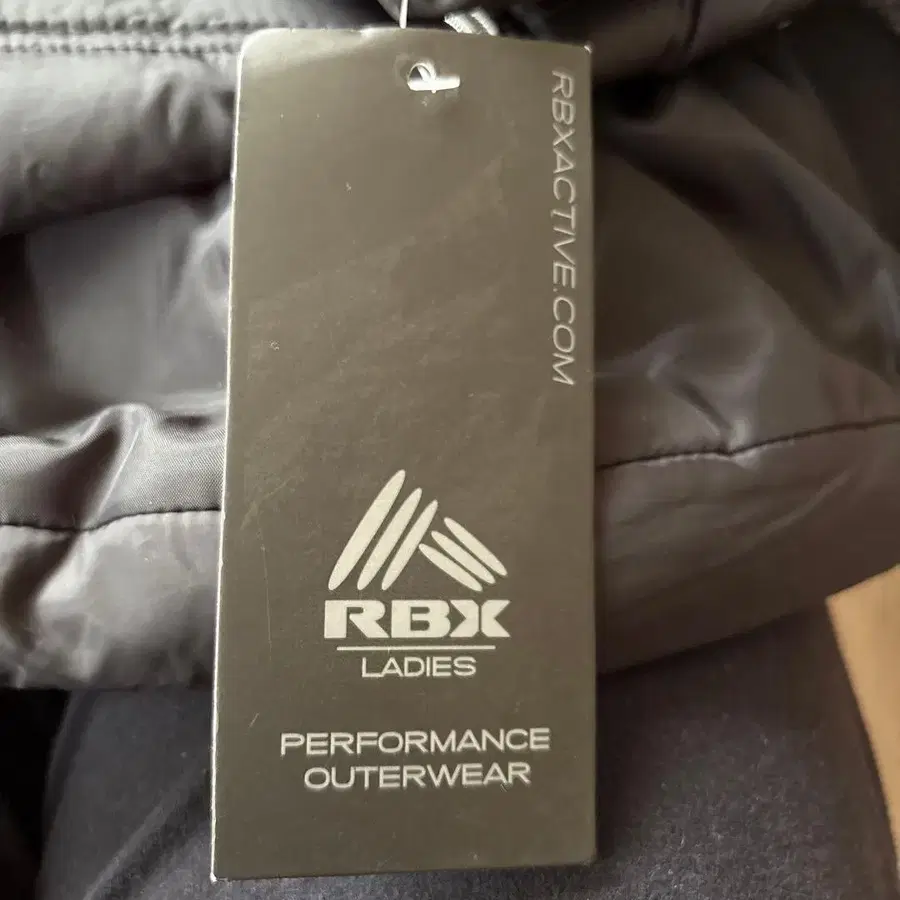 RBXACTIVE.COM
RBX
LADIES
PERFORMANCE
OUTERWEAR